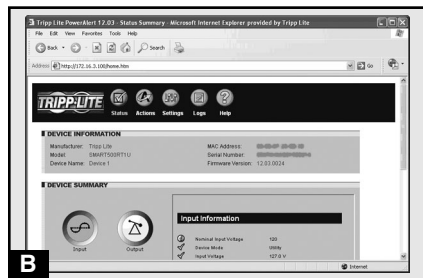 Tripp Lite PowerAlert 12.03 - Status Summary - Microsoft Internet Explorer provided by Tripp Lite
File Edit View Favorites Tools Help
Back Search
Address http://172.16.3.100/home.htm Go
TRIPP·LITE
Status Actions Settings Logs Help
DEVICE INFORMATION
Manufacturer: Tripp Lite MAC Address:
Model: SMART500RT1U Serial Number:
Device Name: Device 1 Firmware Version: 12.03.0024
DEVICE SUMMARY
Input Output
Input Information
Nominal Input Voltage 120
Device Mode Utility
Input Voltage 127.0 V
Internet
B